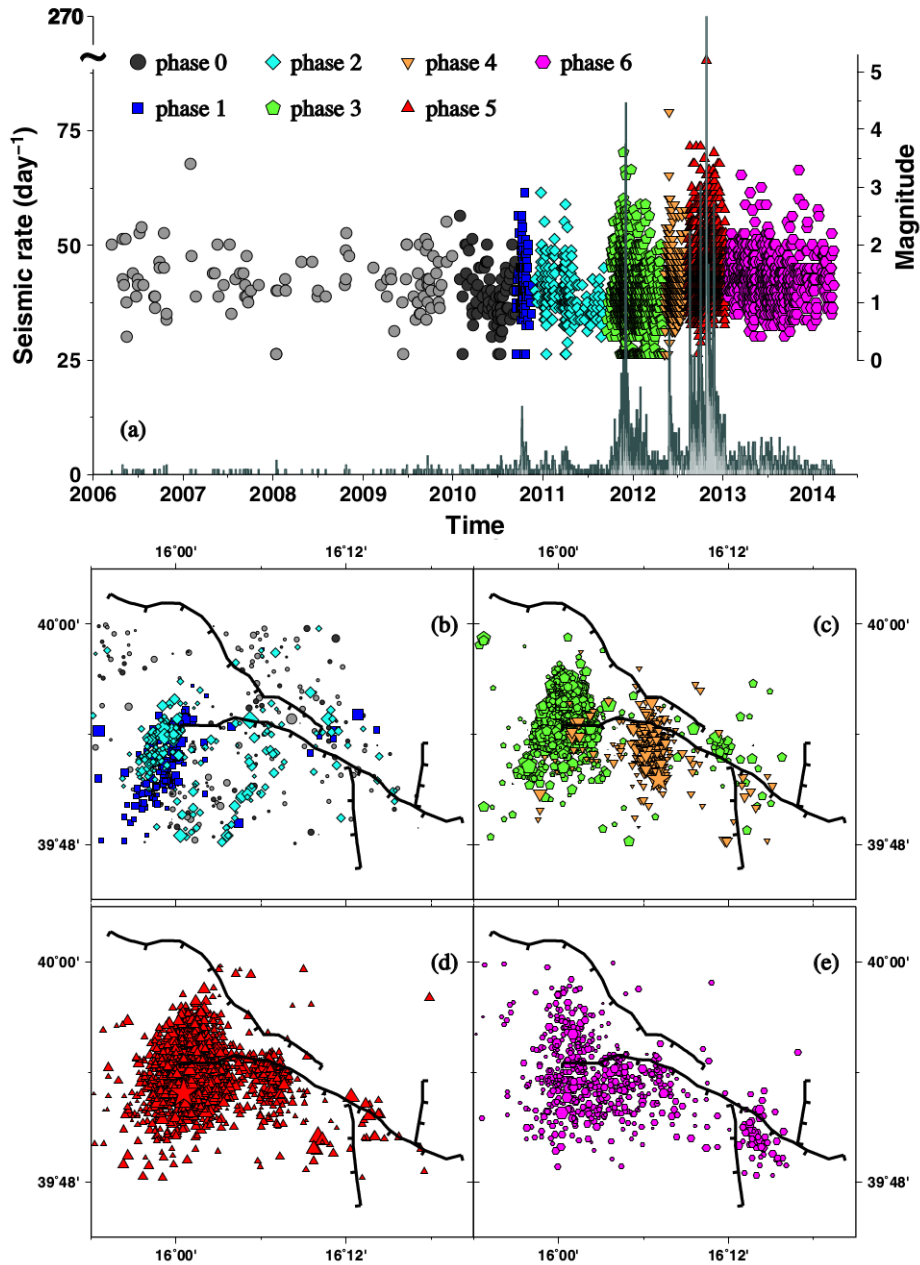 270
phase 0 phase 2 phase 4 phase 6
phase 1 phase 3 phase 5
75
50
25
0
Seismic rate (day⁻¹)
5
4
3
2
1
0
Magnitude
(a)
2006 2007 2008 2009 2010 2011 2012 2013 2014
Time
16˚00' 16˚12' 16˚00' 16˚12'
40˚00' (b) (c) 40˚00'
39˚48' 39˚48'
40˚00' (d) (e) 40˚00'
39˚48' 39˚48'
16˚00' 16˚12' 16˚00' 16˚12'